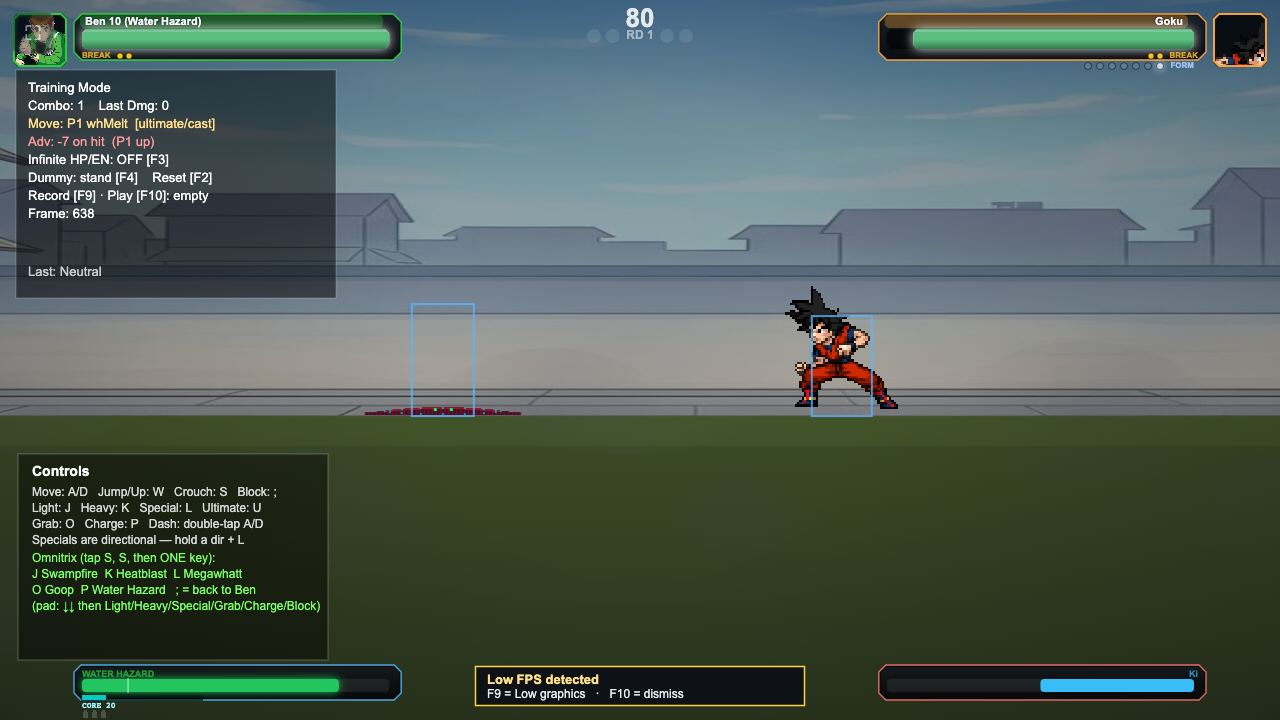 Ben 10 (Water Hazard)
BREAK
80
RD 1
Goku
BREAK
FORM
Training Mode
Combo: 1 Last Dmg: 0
Move: P1 whMelt [ultimate/cast]
Adv: -7 on hit (P1 up)
Infinite HP/EN: OFF [F3]
Dummy: stand [F4] Reset [F2]
Record [F9] · Play [F10]: empty
Frame: 638
Last: Neutral
Controls
Move: A/D Jump/Up: W Crouch: S Block: ;
Light: J Heavy: K Special: L Ultimate: U
Grab: O Charge: P Dash: double-tap A/D
Specials are directional — hold a dir + L
Omnitrix (tap S, S, then ONE key):
J Swampfire K Heatblast L Megawhatt
O Goop P Water Hazard ; = back to Ben
(pad: ↓↓ then Light/Heavy/Special/Grab/Charge/Block)
WATER HAZARD
CORE 20
Low FPS detected
F9 = Low graphics · F10 = dismiss
Ki